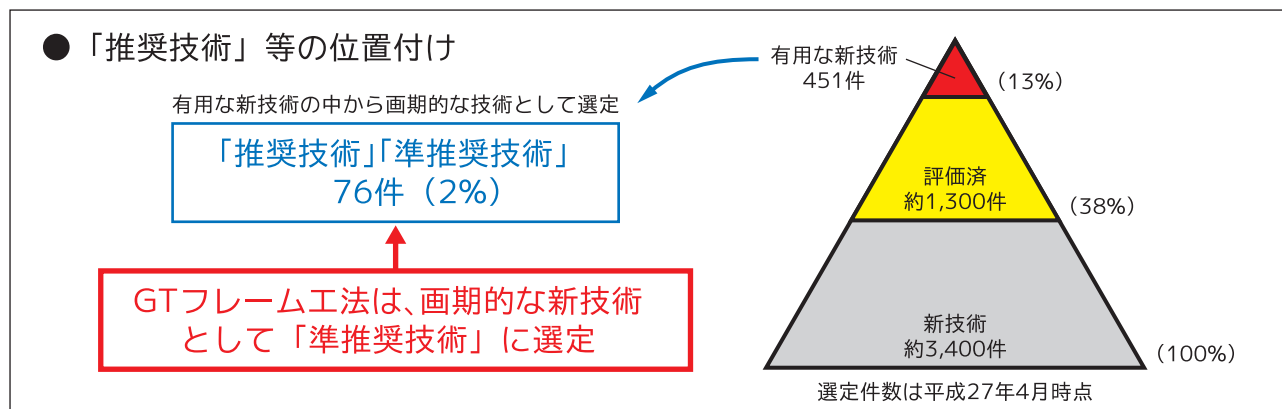 ●「推奨技術」等の位置付け
有用な新技術の中から画期的な技術として選定
「推奨技術」「準推奨技術」
76件（2%）
GTフレーム工法は、画期的な新技術
として「準推奨技術」に選定
有用な新技術
451件
（13%）
評価済
約1,300件
（38%）
新技術
約3,400件
（100%）
選定件数は平成27年4月時点